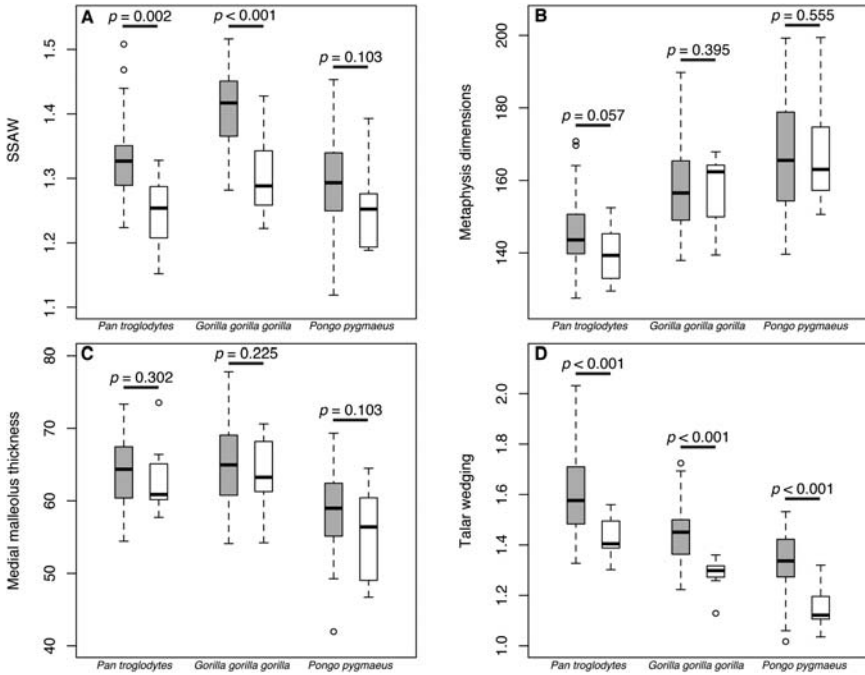 A
p = 0.002
p < 0.001
p = 0.103
SSAW
1.5
1.4
1.3
1.2
1.1
Pan troglodytes
Gorilla gorilla gorilla
Pongo pygmaeus
B
p = 0.057
p = 0.395
p = 0.555
Metaphysis dimensions
200
180
160
140
Pan troglodytes
Gorilla gorilla gorilla
Pongo pygmaeus
C
p = 0.302
p = 0.225
p = 0.103
Medial malleolus thickness
80
70
60
50
40
Pan troglodytes
Gorilla gorilla gorilla
Pongo pygmaeus
D
p < 0.001
p < 0.001
p < 0.001
Talar wedging
2.0
1.8
1.6
1.4
1.2
1.0
Pan troglodytes
Gorilla gorilla gorilla
Pongo pygmaeus